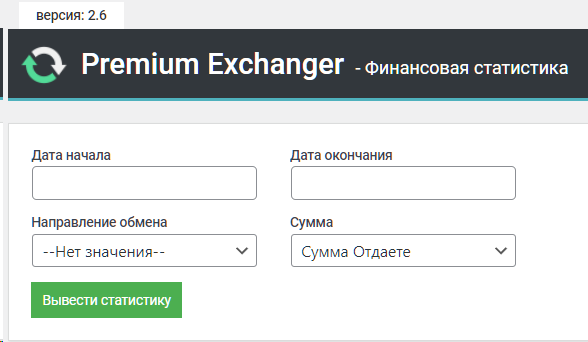 версия: 2.6
Premium Exchanger - Финансовая статистика
Дата начала
Дата окончания
Направление обмена
Сумма
--Нет значения--
Сумма Отдаете
Вывести статистику